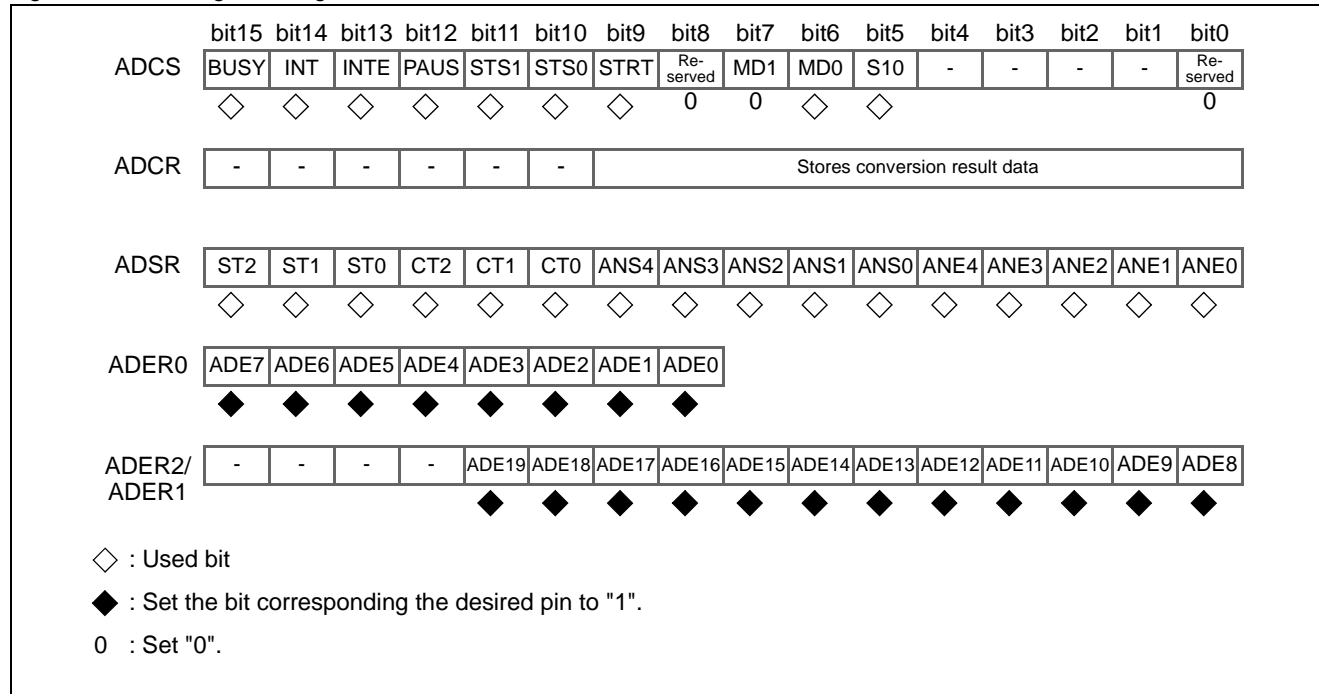 bit15 bit14 bit13 bit12 bit11 bit10 bit9 bit8 bit7 bit6 bit5 bit4 bit3 bit2 bit1 bit0
ADCS BUSY INT INTE PAUS STS1 STS0 STRT Re-served MD1 MD0 S10 - - - - Re-served
0 0 0
ADCR - - - - - - Stores conversion result data
ADSR ST2 ST1 ST0 CT2 CT1 CT0 ANS4 ANS3 ANS2 ANS1 ANS0 ANE4 ANE3 ANE2 ANE1 ANE0
ADER0 ADE7 ADE6 ADE5 ADE4 ADE3 ADE2 ADE1 ADE0
ADER2/ADER1 - - - - ADE19 ADE18 ADE17 ADE16 ADE15 ADE14 ADE13 ADE12 ADE11 ADE10 ADE9 ADE8
◇ : Used bit
◆ : Set the bit corresponding the desired pin to "1".
0 : Set "0".